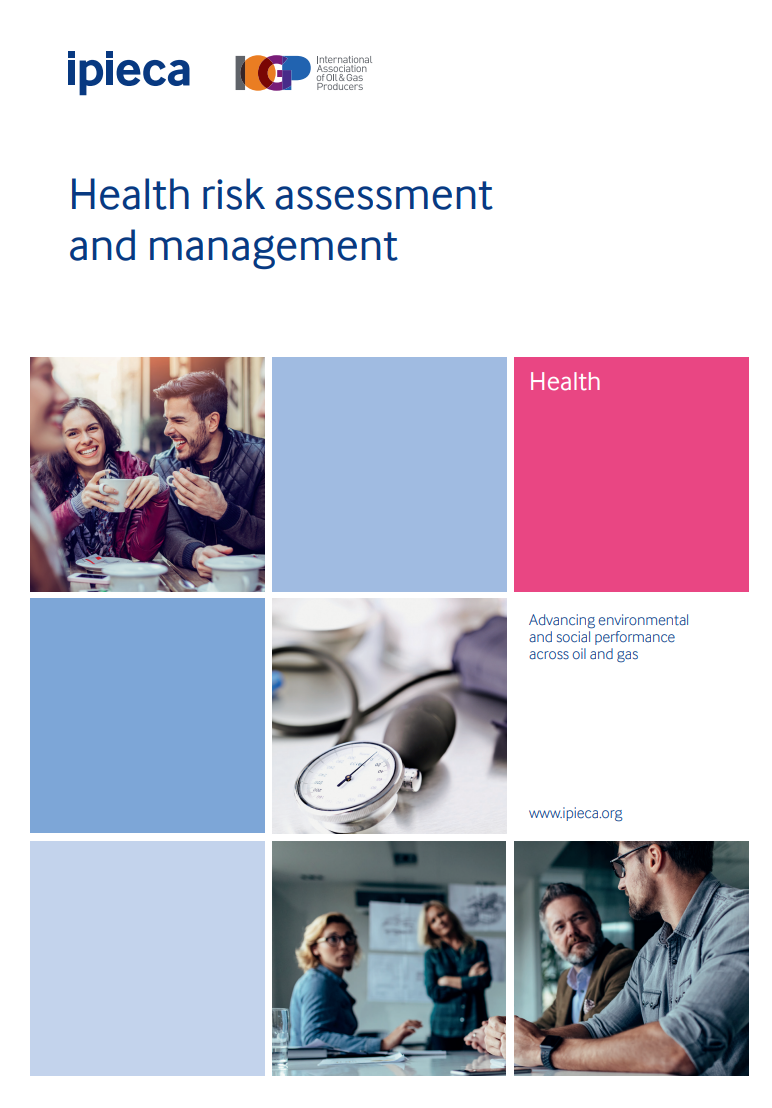 ipieca
IOGP
International
Association
of Oil & Gas
Producers
Health risk assessment
and management
Health
Advancing environmental
and social performance
across oil and gas
www.ipieca.org